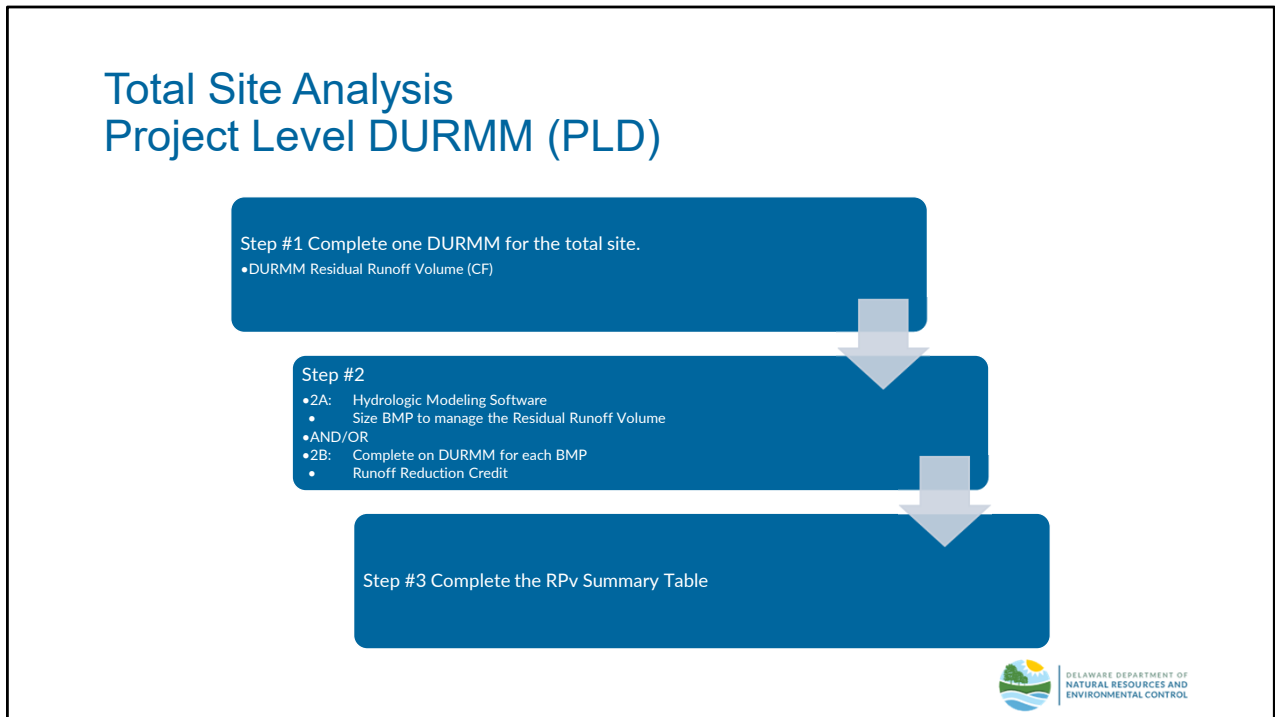 Total Site Analysis
Project Level DURMM (PLD)
Step #1 Complete one DURMM for the total site.
•DURMM Residual Runoff Volume (CF)
Step #2
•2A: Hydrologic Modeling Software
• Size BMP to manage the Residual Runoff Volume
•AND/OR
•2B: Complete on DURMM for each BMP
• Runoff Reduction Credit
Step #3 Complete the RPv Summary Table
DELAWARE DEPARTMENT OF
NATURAL RESOURCES AND
ENVIRONMENTAL CONTROL